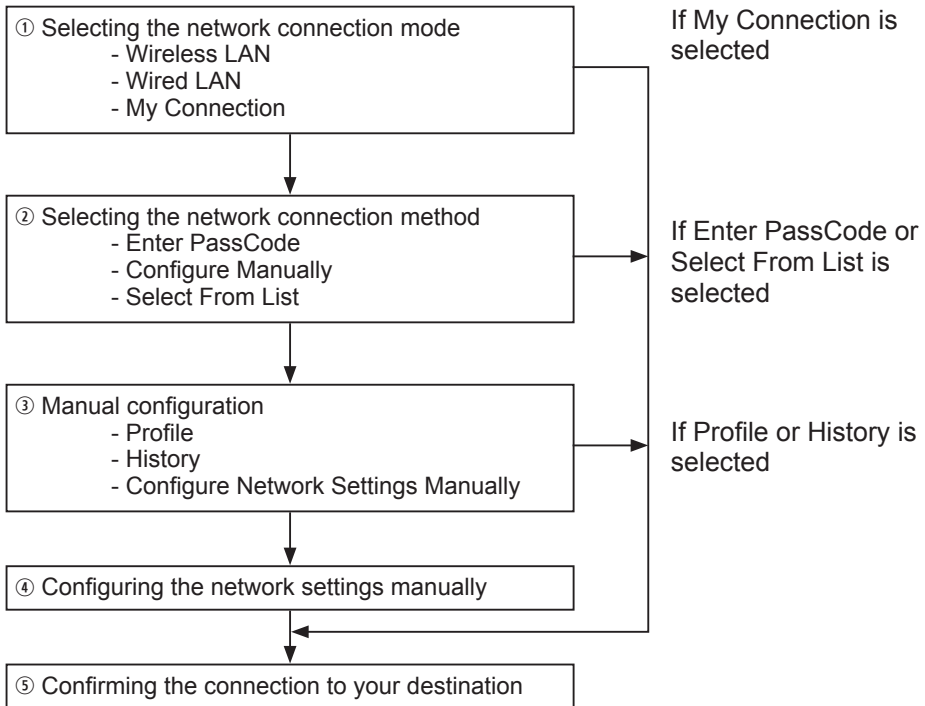 ① Selecting the network connection mode
- Wireless LAN
- Wired LAN
- My Connection
If My Connection is
selected
② Selecting the network connection method
- Enter PassCode
- Configure Manually
- Select From List
If Enter PassCode or
Select From List is
selected
③ Manual configuration
- Profile
- History
- Configure Network Settings Manually
If Profile or History is
selected
④ Configuring the network settings manually
⑤ Confirming the connection to your destination